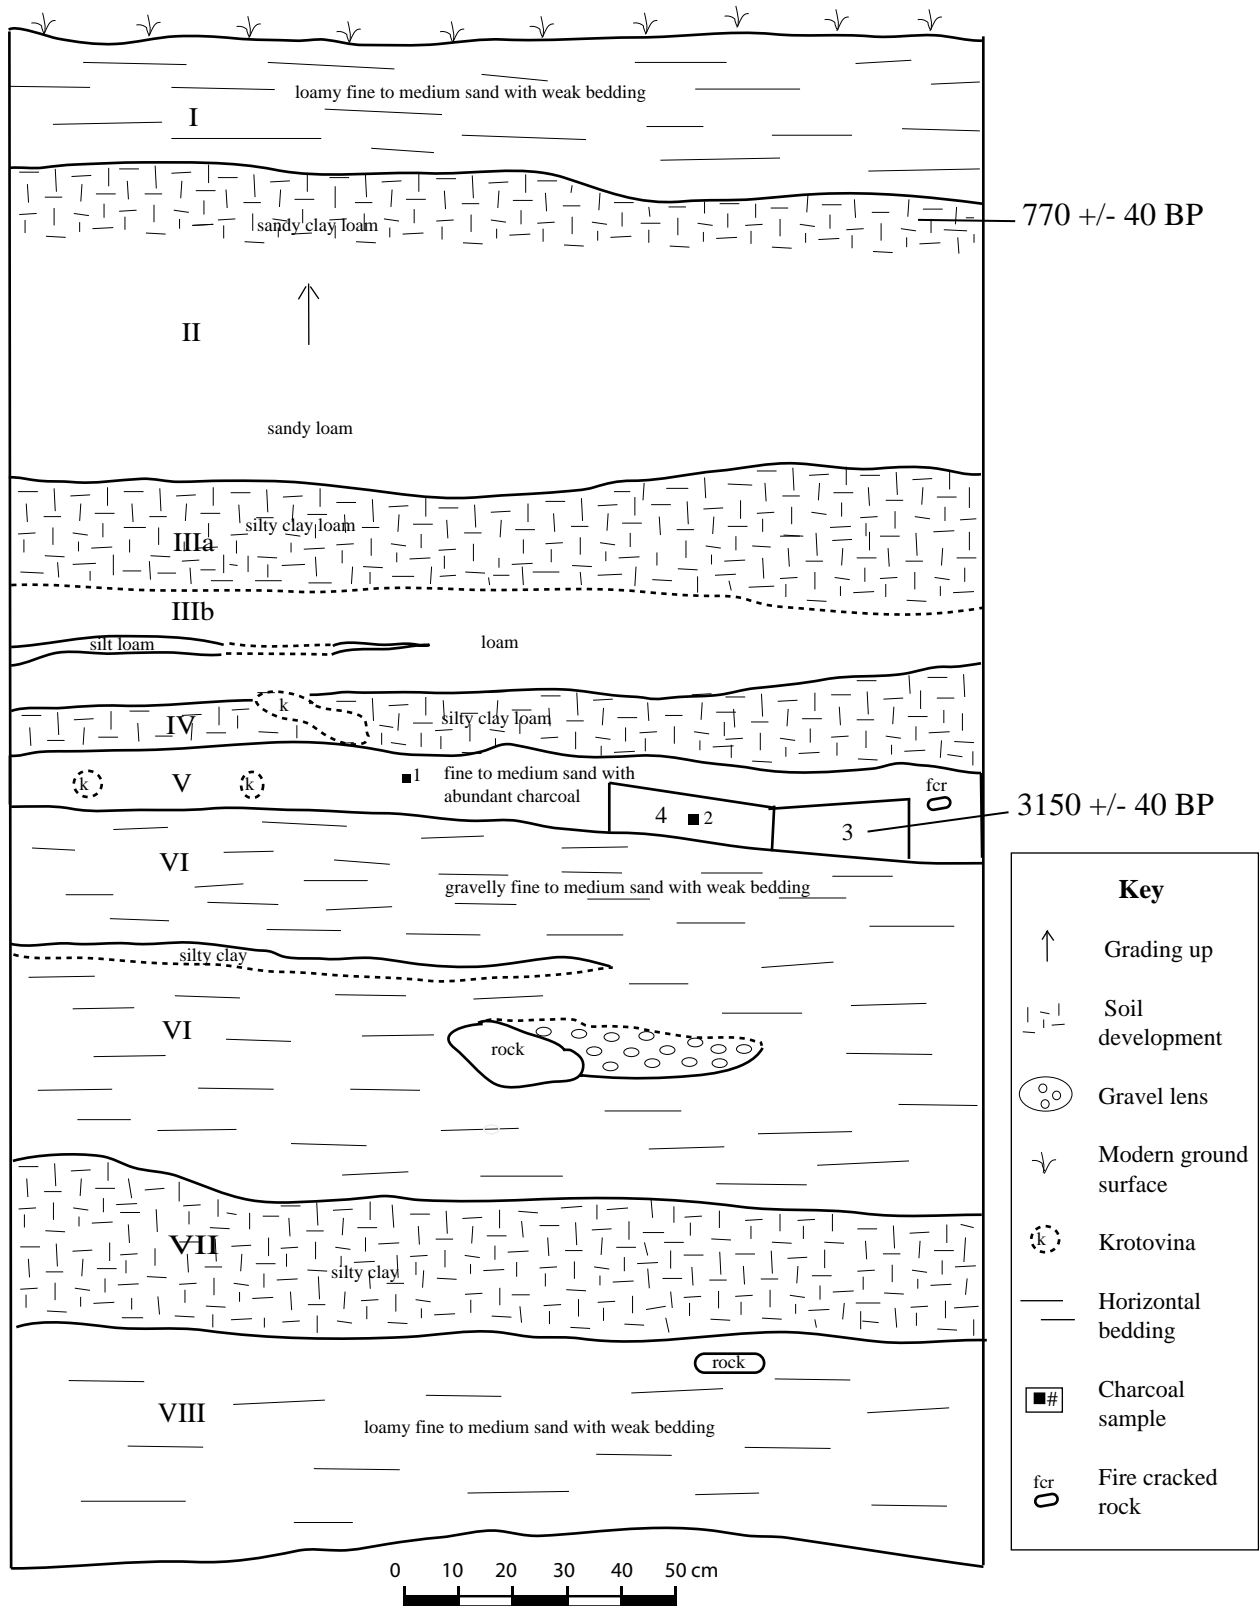 loamy fine to medium sand with weak bedding
I
sandy clay loam
770 +/- 40 BP
II
sandy loam
silty clay loam
IIIa
IIIb
silt loam
loam
k
IV
silty clay loam
k
V
k
1
fine to medium sand with
abundant charcoal
fcr
4
2
3
3150 +/- 40 BP
VI
gravelly fine to medium sand with weak bedding
silty clay
VI
rock
VII
silty clay
rock
VIII
loamy fine to medium sand with weak bedding
0 10 20 30 40 50 cm
Key
Grading up
Soil
development
Gravel lens
Modern ground
surface
k
Krotovina
Horizontal
bedding
#
Charcoal
sample
fcr
Fire cracked
rock